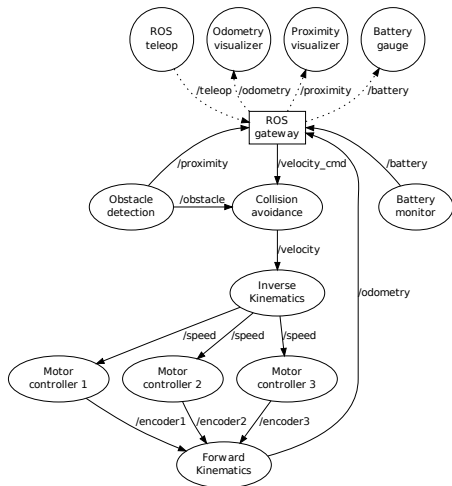 ROS
teleop
Odometry
visualizer
Proximity
visualizer
Battery
gauge
/teleop
/odometry
/proximity
/battery
ROS
gateway
/proximity
/velocity_cmd
/battery
Obstacle
detection
/obstacle
Collision
avoidance
Battery
monitor
/velocity
/odometry
Inverse
Kinematics
/speed
/speed
/speed
Motor
controller 1
Motor
controller 2
Motor
controller 3
/encoder1
/encoder2
/encoder3
Forward
Kinematics